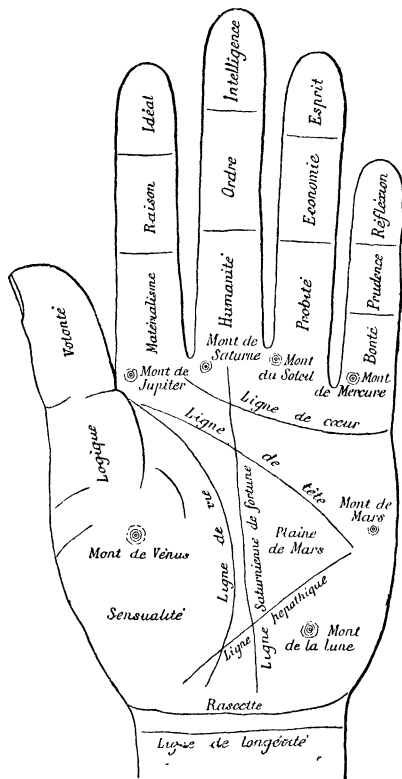 Idéal
Raison
Matérialisme
Intelligence
Ordre
Humanité
Esprit
Economie
Probité
Réfléxion
Prudence
Bonté
Volonté
Logique
Mont de
Jupiter
Mont de
Saturne
Mont
du Soleil
Mont
de Mercure
Ligne de cœur
Ligne de tête
Ligne de vie
Ligne Saturnienne de fortune
Mont de
Mars
Plaine
de Mars
Mont de Vénus
Sensualité
Ligne hépathique
Mont
de la lune
Rascette
Ligne de longévité